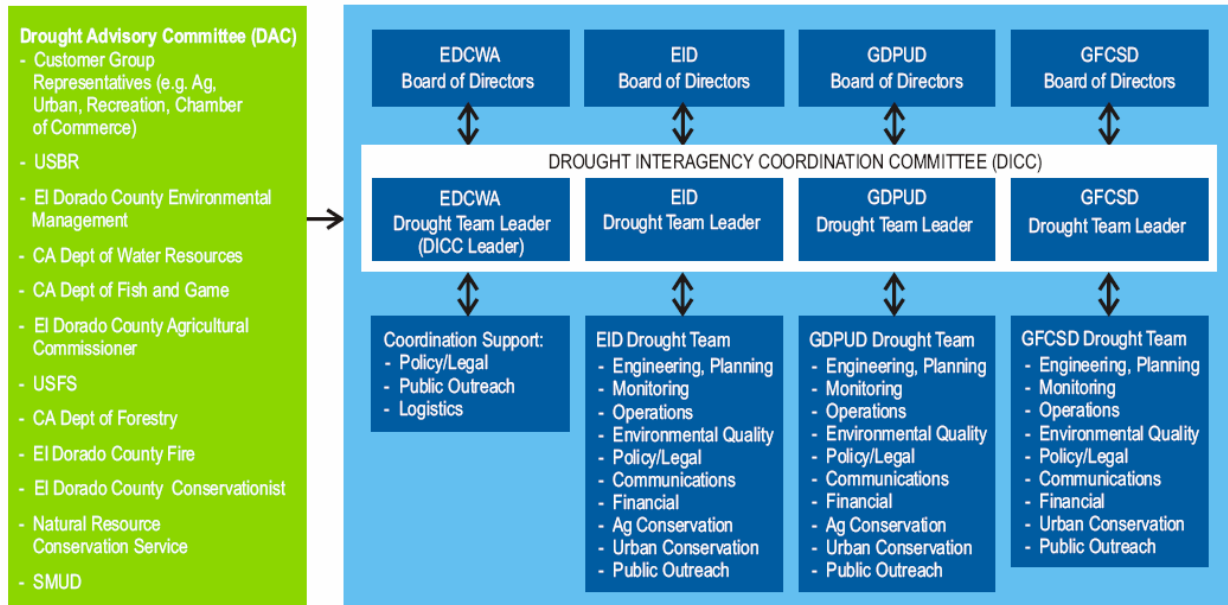 Drought Advisory Committee (DAC)
- Customer Group
Representatives (e.g. Ag,
Urban, Recreation, Chamber
of Commerce)
- USBR
- El Dorado County Environmental
Management
- CA Dept of Water Resources
- CA Dept of Fish and Game
- El Dorado County Agricultural
Commissioner
- USFS
- CA Dept of Forestry
- El Dorado County Fire
- El Dorado County Conservationist
- Natural Resource
Conservation Service
- SMUD
EDCWA
Board of Directors
EID
Board of Directors
GDPUD
Board of Directors
GFCSD
Board of Directors
DROUGHT INTERAGENCY COORDINATION COMMITTEE (DICC)
EDCWA
Drought Team Leader
(DICC Leader)
EID
Drought Team Leader
GDPUD
Drought Team Leader
GFCSD
Drought Team Leader
Coordination Support:
- Policy/Legal
- Public Outreach
- Logistics
EID Drought Team
- Engineering, Planning
- Monitoring
- Operations
- Environmental Quality
- Policy/Legal
- Communications
- Financial
- Ag Conservation
- Urban Conservation
- Public Outreach
GDPUD Drought Team
- Engineering, Planning
- Monitoring
- Operations
- Environmental Quality
- Policy/Legal
- Communications
- Financial
- Ag Conservation
- Urban Conservation
- Public Outreach
GFCSD Drought Team
- Engineering, Planning
- Monitoring
- Operations
- Environmental Quality
- Policy/Legal
- Communications
- Financial
- Urban Conservation
- Public Outreach